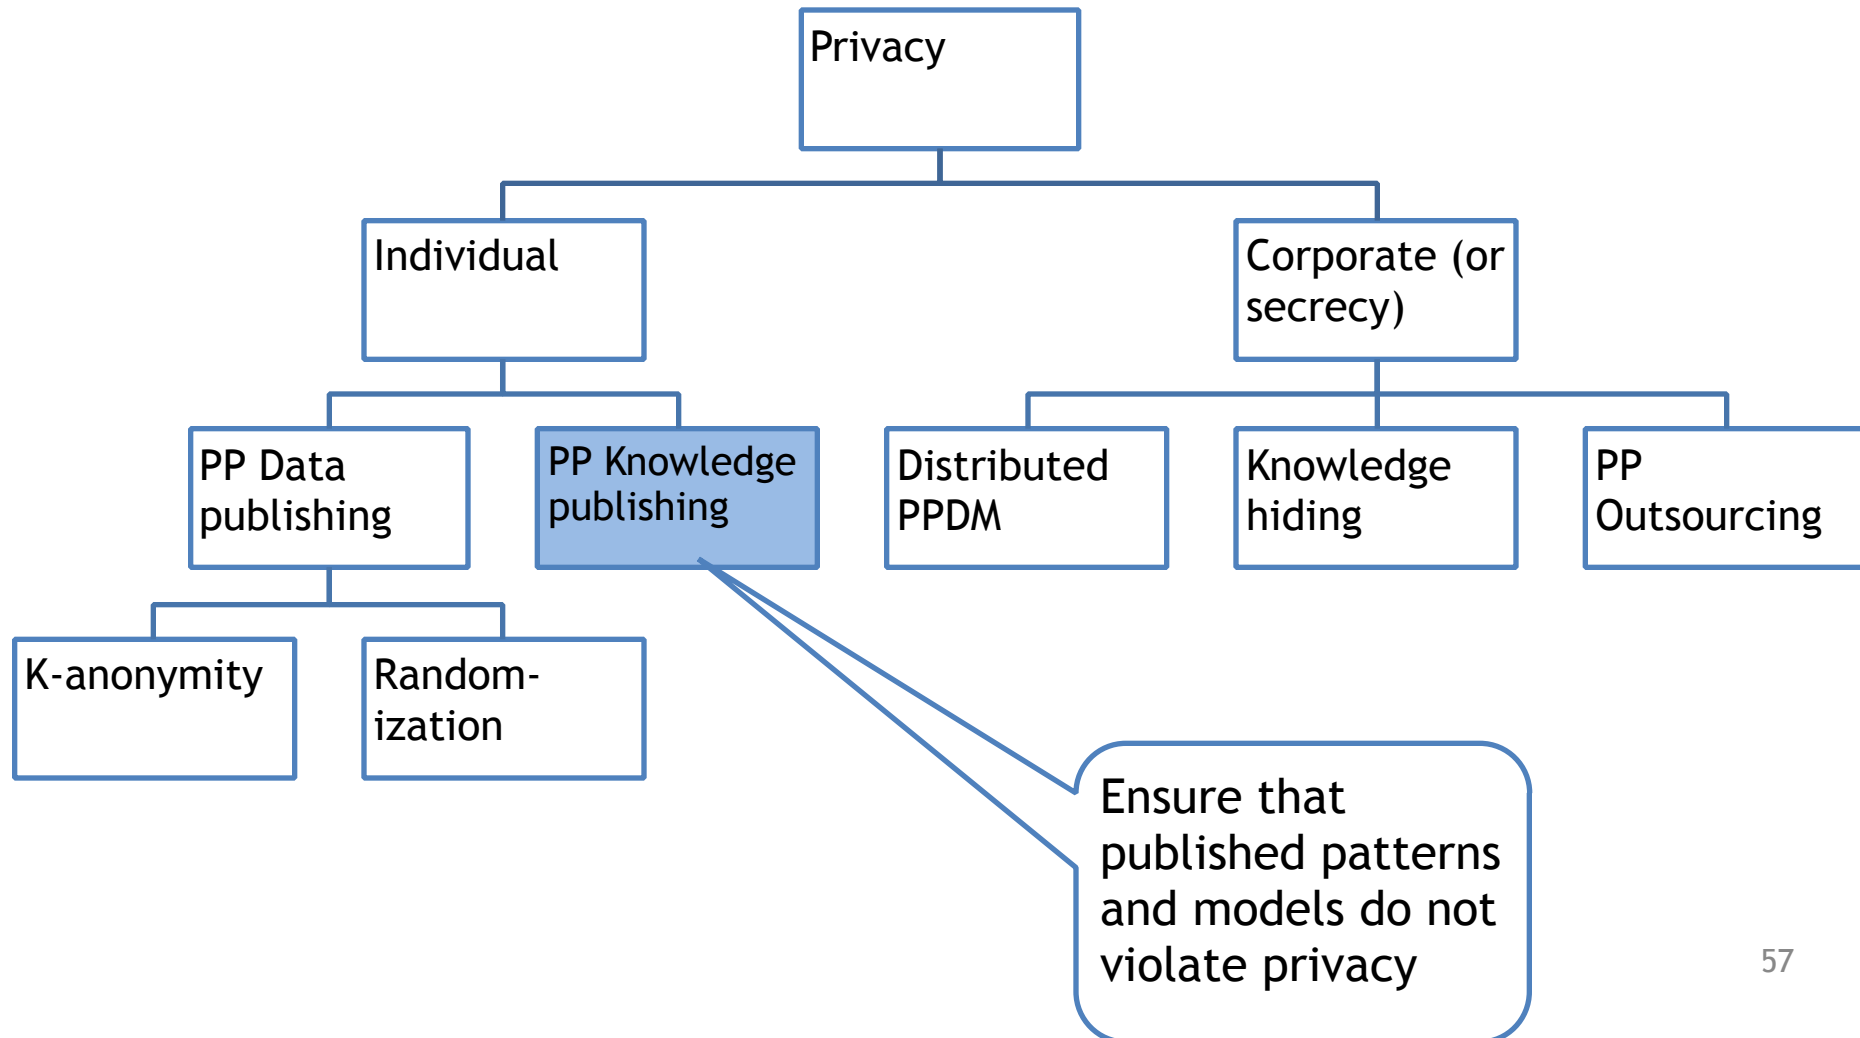 Privacy
Individual
Corporate (or
secrecy)
PP Data
publishing
PP Knowledge
publishing
Distributed
PPDM
Knowledge
hiding
PP
Outsourcing
K-anonymity
Random-
ization
Ensure that
published patterns
and models do not
violate privacy
57